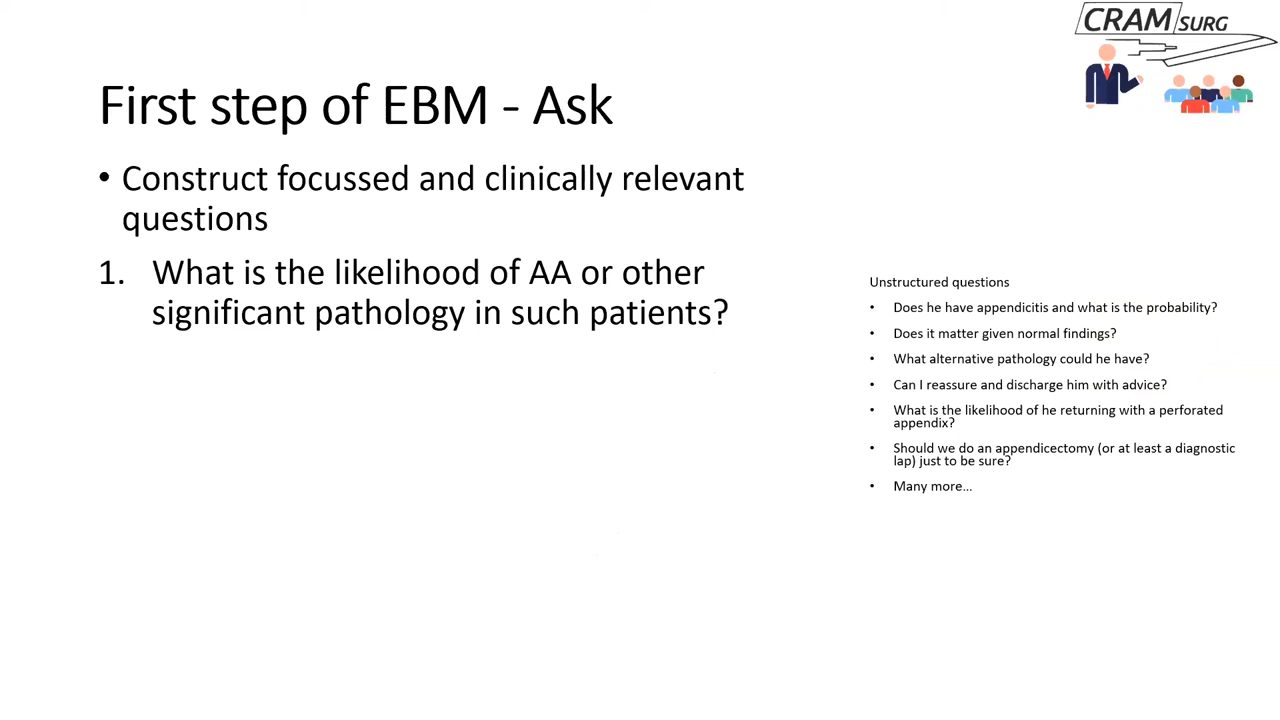 CRAM SURG
First step of EBM - Ask
• Construct focussed and clinically relevant
questions
1. What is the likelihood of AA or other
significant pathology in such patients?
Unstructured questions
• Does he have appendicitis and what is the probability?
• Does it matter given normal findings?
• What alternative pathology could he have?
• Can I reassure and discharge him with advice?
• What is the likelihood of he returning with a perforated
appendix?
• Should we do an appendicectomy (or at least a diagnostic
lap) just to be sure?
• Many more...